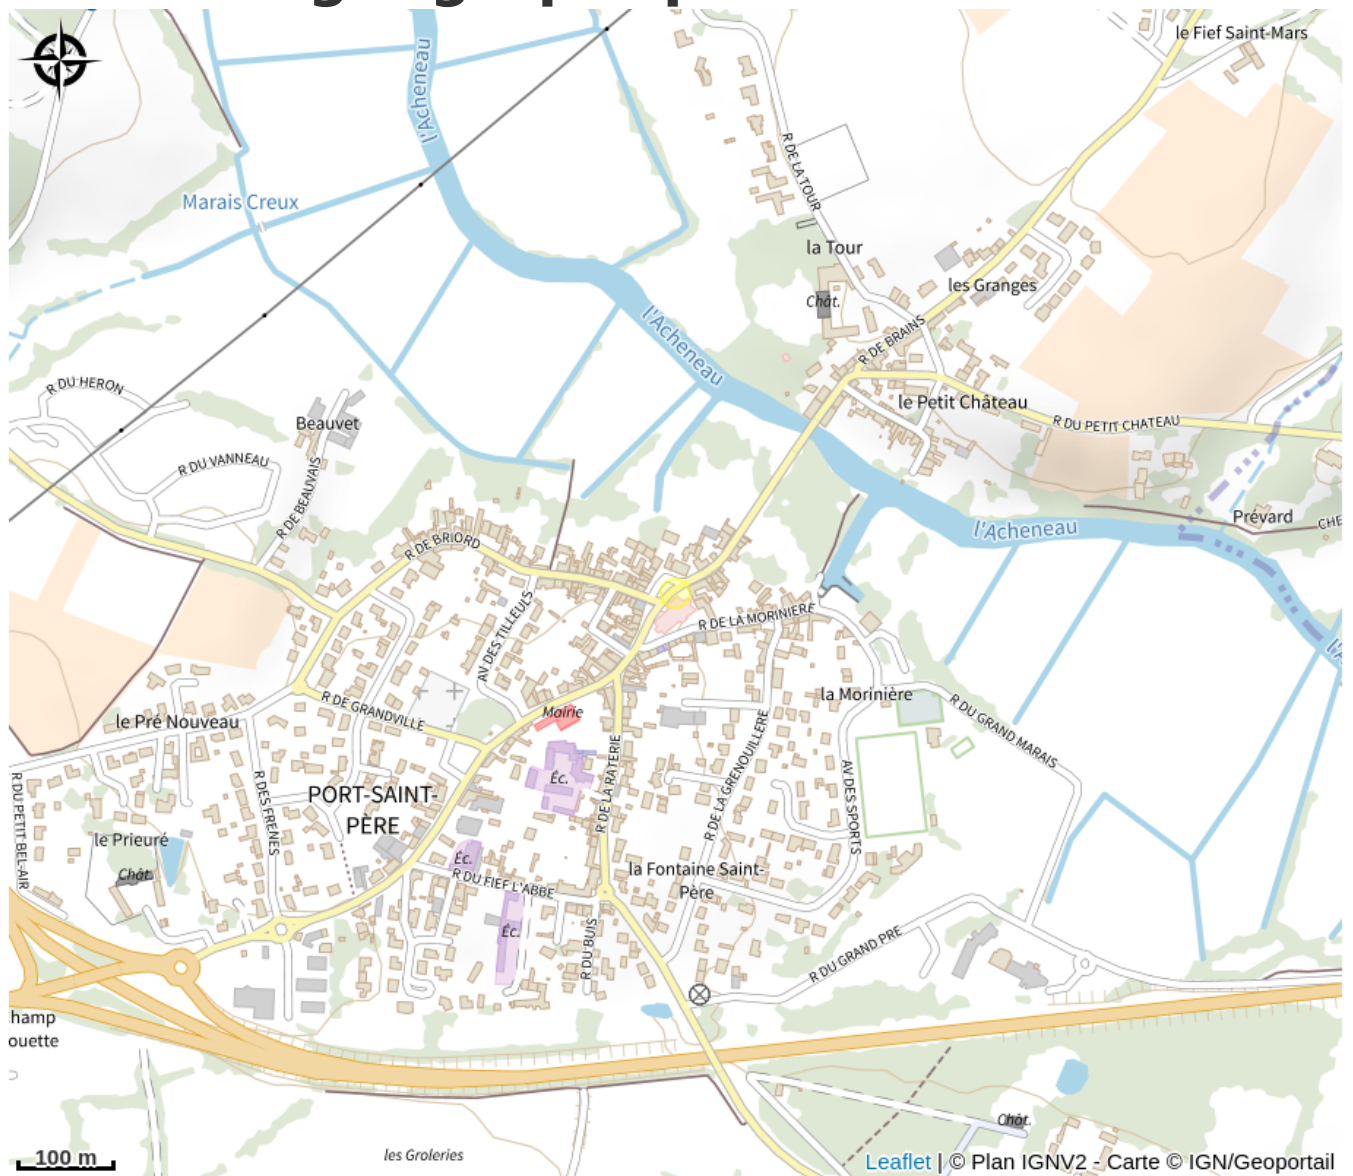 le Fief Saint-Mars
l'Acheneau
R DE LA TOUR
Marais Creux
la Tour
les Granges
Chât.
l'Acheneau
R DE BRAINS
R DU HERON
le Petit Château
Beauvet
R DU PETIT CHATEAU
R DU VANNEAU
R DE BEAUVAIS
Prévard
CHE
l'Acheneau
R DE BRIORD
AV DES TILLEULS
R DE LA MORINIERE
l'A
la Morinière
R DE GRANDVILLE
Mairie
le Pré Nouveau
R DU GRAND MARAIS
R DE LA GRENOUILLERE
R DE LA RATERIE
Éc.
AV DES SPORTS
R DU PETIT BEL-AIR
R DES FRENES
PORT-SAINT-
PÈRE
le Prieuré
Éc.
Chât.
R DU FIEF L'ABBE
la Fontaine Saint-
Père
Éc.
R DU BUIS
R DU GRAND PRE
hamp
ouette
Chât.
les Groleries
100 m
Leaflet | © Plan IGNV2 - Carte © IGN/Geoportail